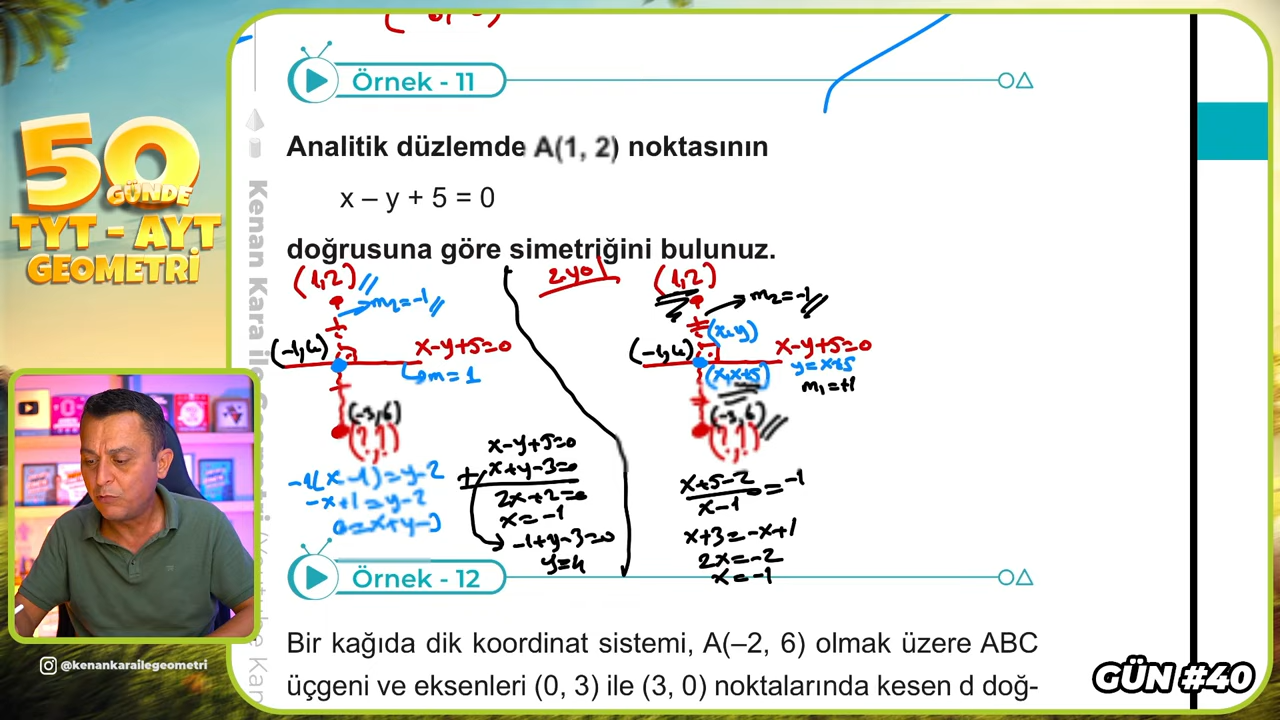 50
GÜNDE
TYT - AYT
GEOMETRİ
Örnek - 11
Analitik düzlemde A(1, 2) noktasının
x – y + 5 = 0
doğrusuna göre simetriğini bulunuz.
(1,2)
m2=-1
(-1,4)
x-y+5=0
m=1
(-3,6)
(?,?)
-1(x-1)=y-2
-x+1=y-2
0=x+y-3
x-y+5=0
+ x+y-3=0
2x+2=0
x=-1
-1+y-3=0
y=4
2.yol
(1,2)
m2=-1
(x,y)
(-1,4)
x-y+5=0
y=x+5
(x,x+5)
m1=+1
(-3,6)
(?,?)
x+5-2
x-1
=-1
x+3=-x+1
2x=-2
x=-1
Örnek - 12
Bir kağıda dik koordinat sistemi, A(–2, 6) olmak üzere ABC
üçgeni ve eksenleri (0, 3) ile (3, 0) noktalarında kesen d doğ-
@kenankarailegeometri
GÜN #40